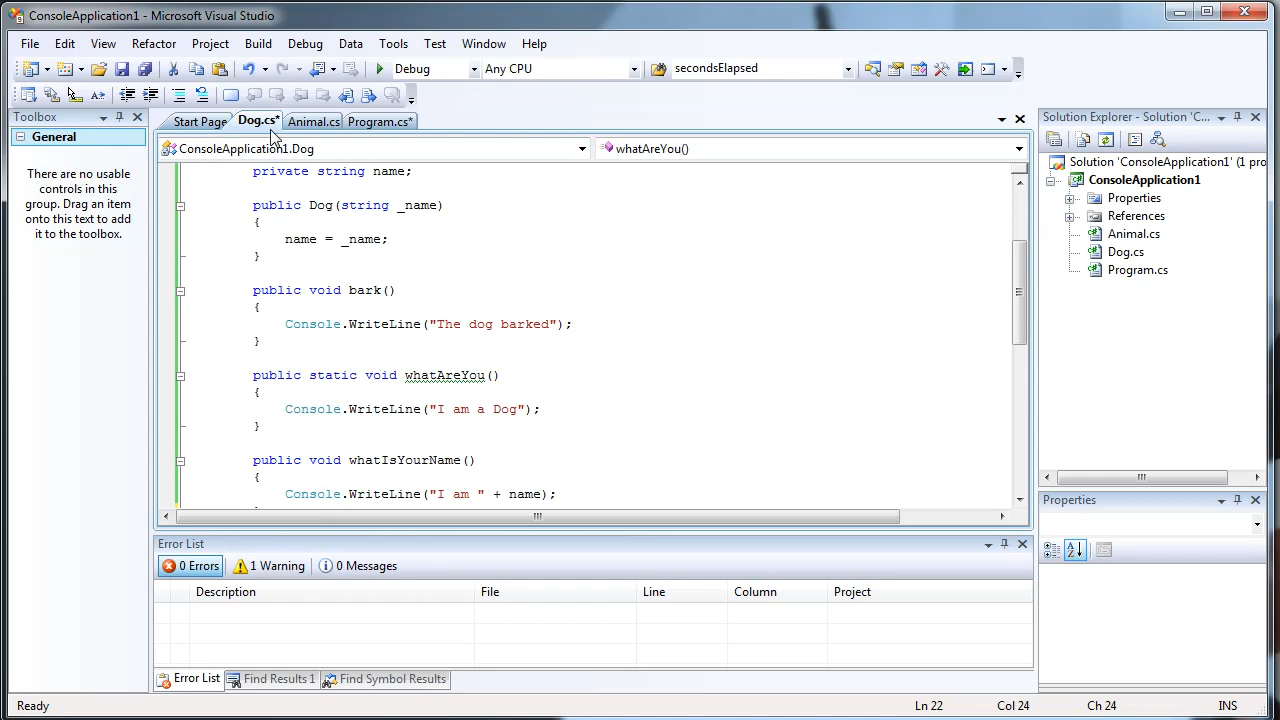 ConsoleApplication1 - Microsoft Visual Studio
File Edit View Refactor Project Build Debug Data Tools Test Window Help
Debug Any CPU secondsElapsed
Toolbox
Start Page Dog.cs* Animal.cs Program.cs*
Solution Explorer - Solution 'C...
General
ConsoleApplication1.Dog whatAreYou()
There are no usable
controls in this
group. Drag an item
onto this text to add
it to the toolbox.
private string name;
public Dog(string _name)
{
name = _name;
}
public void bark()
{
Console.WriteLine("The dog barked");
}
public static void whatAreYou()
{
Console.WriteLine("I am a Dog");
}
public void whatIsYourName()
{
Console.WriteLine("I am " + name);
Solution 'ConsoleApplication1' (1 pro
ConsoleApplication1
Properties
References
Animal.cs
Dog.cs
Program.cs
Properties
Error List
0 Errors 1 Warning 0 Messages
Description File Line Column Project
Error List Find Results 1 Find Symbol Results
Ready Ln 22 Col 24 Ch 24 INS